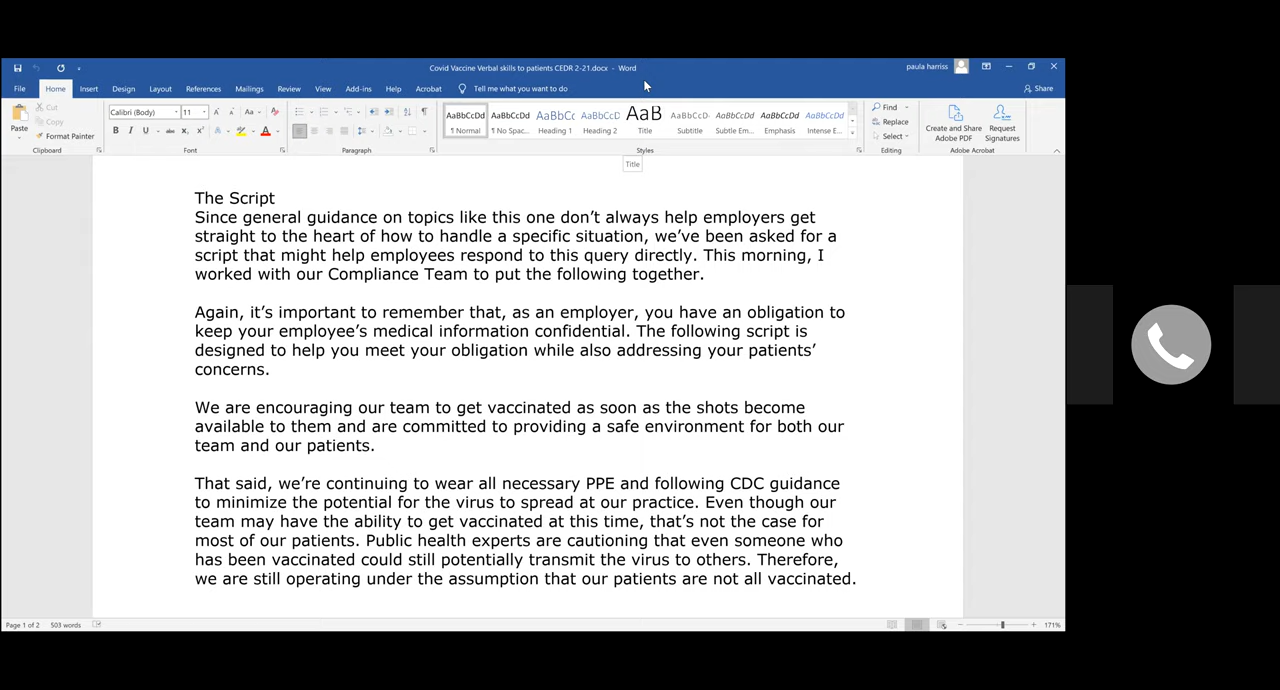 Covid Vaccine Verbal skills to patients CEDR 2-21.docx - Word
paula harriss
File Home Insert Design Layout References Mailings Review View Add-ins Help Acrobat Tell me what you want to do Share
Paste
Cut
Copy
Format Painter
Clipboard
Calibri (Body) 11
Font
Paragraph
AaBbCcDd AaBbCcDd AaBbCc AaBbCcD AaB AaBbCcD AaBbCcDd AaBbCcDd AaBbCcDd
¶ Normal ¶ No Spac... Heading 1 Heading 2 Title Subtitle Subtle Em... Emphasis Intense E...
Styles
Find
Replace
Select
Editing
Create and Share
Adobe PDF
Request
Signatures
Adobe Acrobat
Title
The Script
Since general guidance on topics like this one don’t always help employers get
straight to the heart of how to handle a specific situation, we’ve been asked for a
script that might help employees respond to this query directly. This morning, I
worked with our Compliance Team to put the following together.
Again, it’s important to remember that, as an employer, you have an obligation to
keep your employee’s medical information confidential. The following script is
designed to help you meet your obligation while also addressing your patients’
concerns.
We are encouraging our team to get vaccinated as soon as the shots become
available to them and are committed to providing a safe environment for both our
team and our patients.
That said, we’re continuing to wear all necessary PPE and following CDC guidance
to minimize the potential for the virus to spread at our practice. Even though our
team may have the ability to get vaccinated at this time, that’s not the case for
most of our patients. Public health experts are cautioning that even someone who
has been vaccinated could still potentially transmit the virus to others. Therefore,
we are still operating under the assumption that our patients are not all vaccinated.
Page 1 of 2 503 words 171%